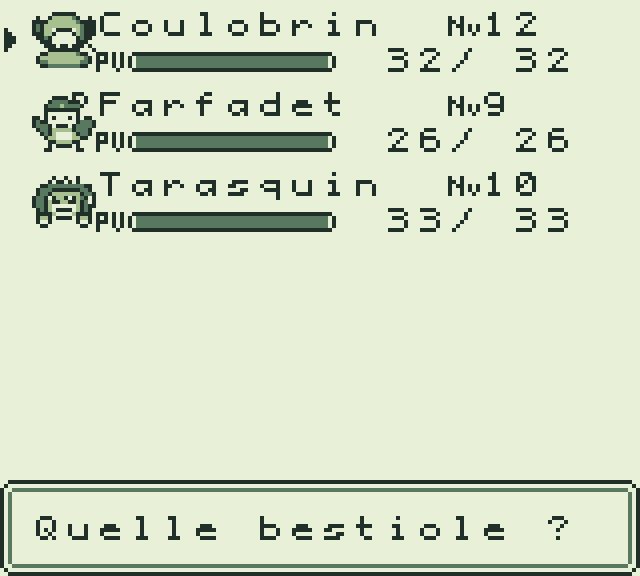 Coulobrin Nv12
PV 32/ 32
Farfadet Nv9
PV 26/ 26
Tarasquin Nv10
PV 33/ 33
Quelle bestiole ?